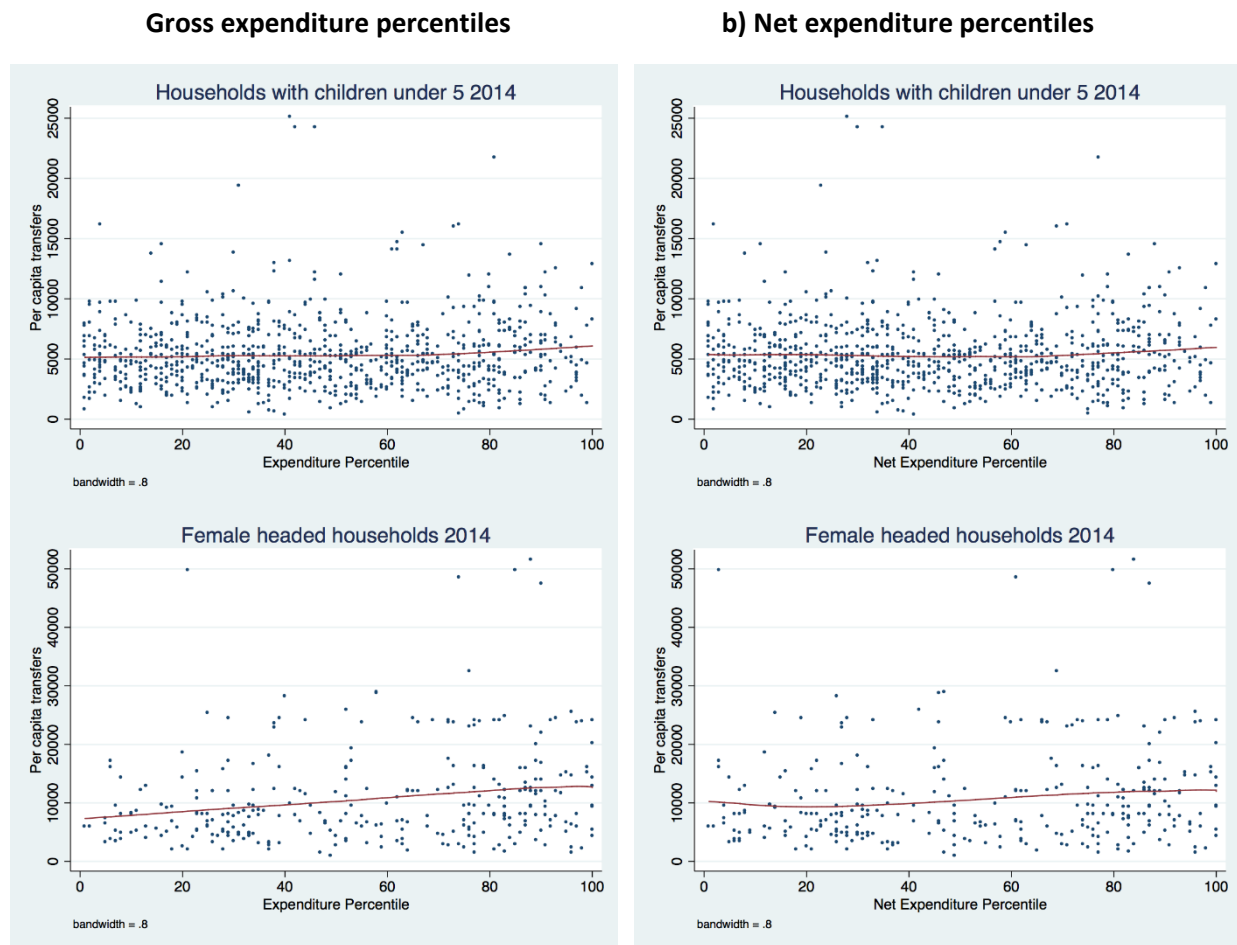 Gross expenditure percentiles
b) Net expenditure percentiles
Households with children under 5 2014
Per capita transfers
25000
20000
15000
10000
5000
0
0 20 40 60 80 100
Expenditure Percentile
bandwidth = .8
Households with children under 5 2014
Per capita transfers
25000
20000
15000
10000
5000
0
0 20 40 60 80 100
Net Expenditure Percentile
bandwidth = .8
Female headed households 2014
Per capita transfers
50000
40000
30000
20000
10000
0
0 20 40 60 80 100
Expenditure Percentile
bandwidth = .8
Female headed households 2014
Per capita transfers
50000
40000
30000
20000
10000
0
0 20 40 60 80 100
Net Expenditure Percentile
bandwidth = .8